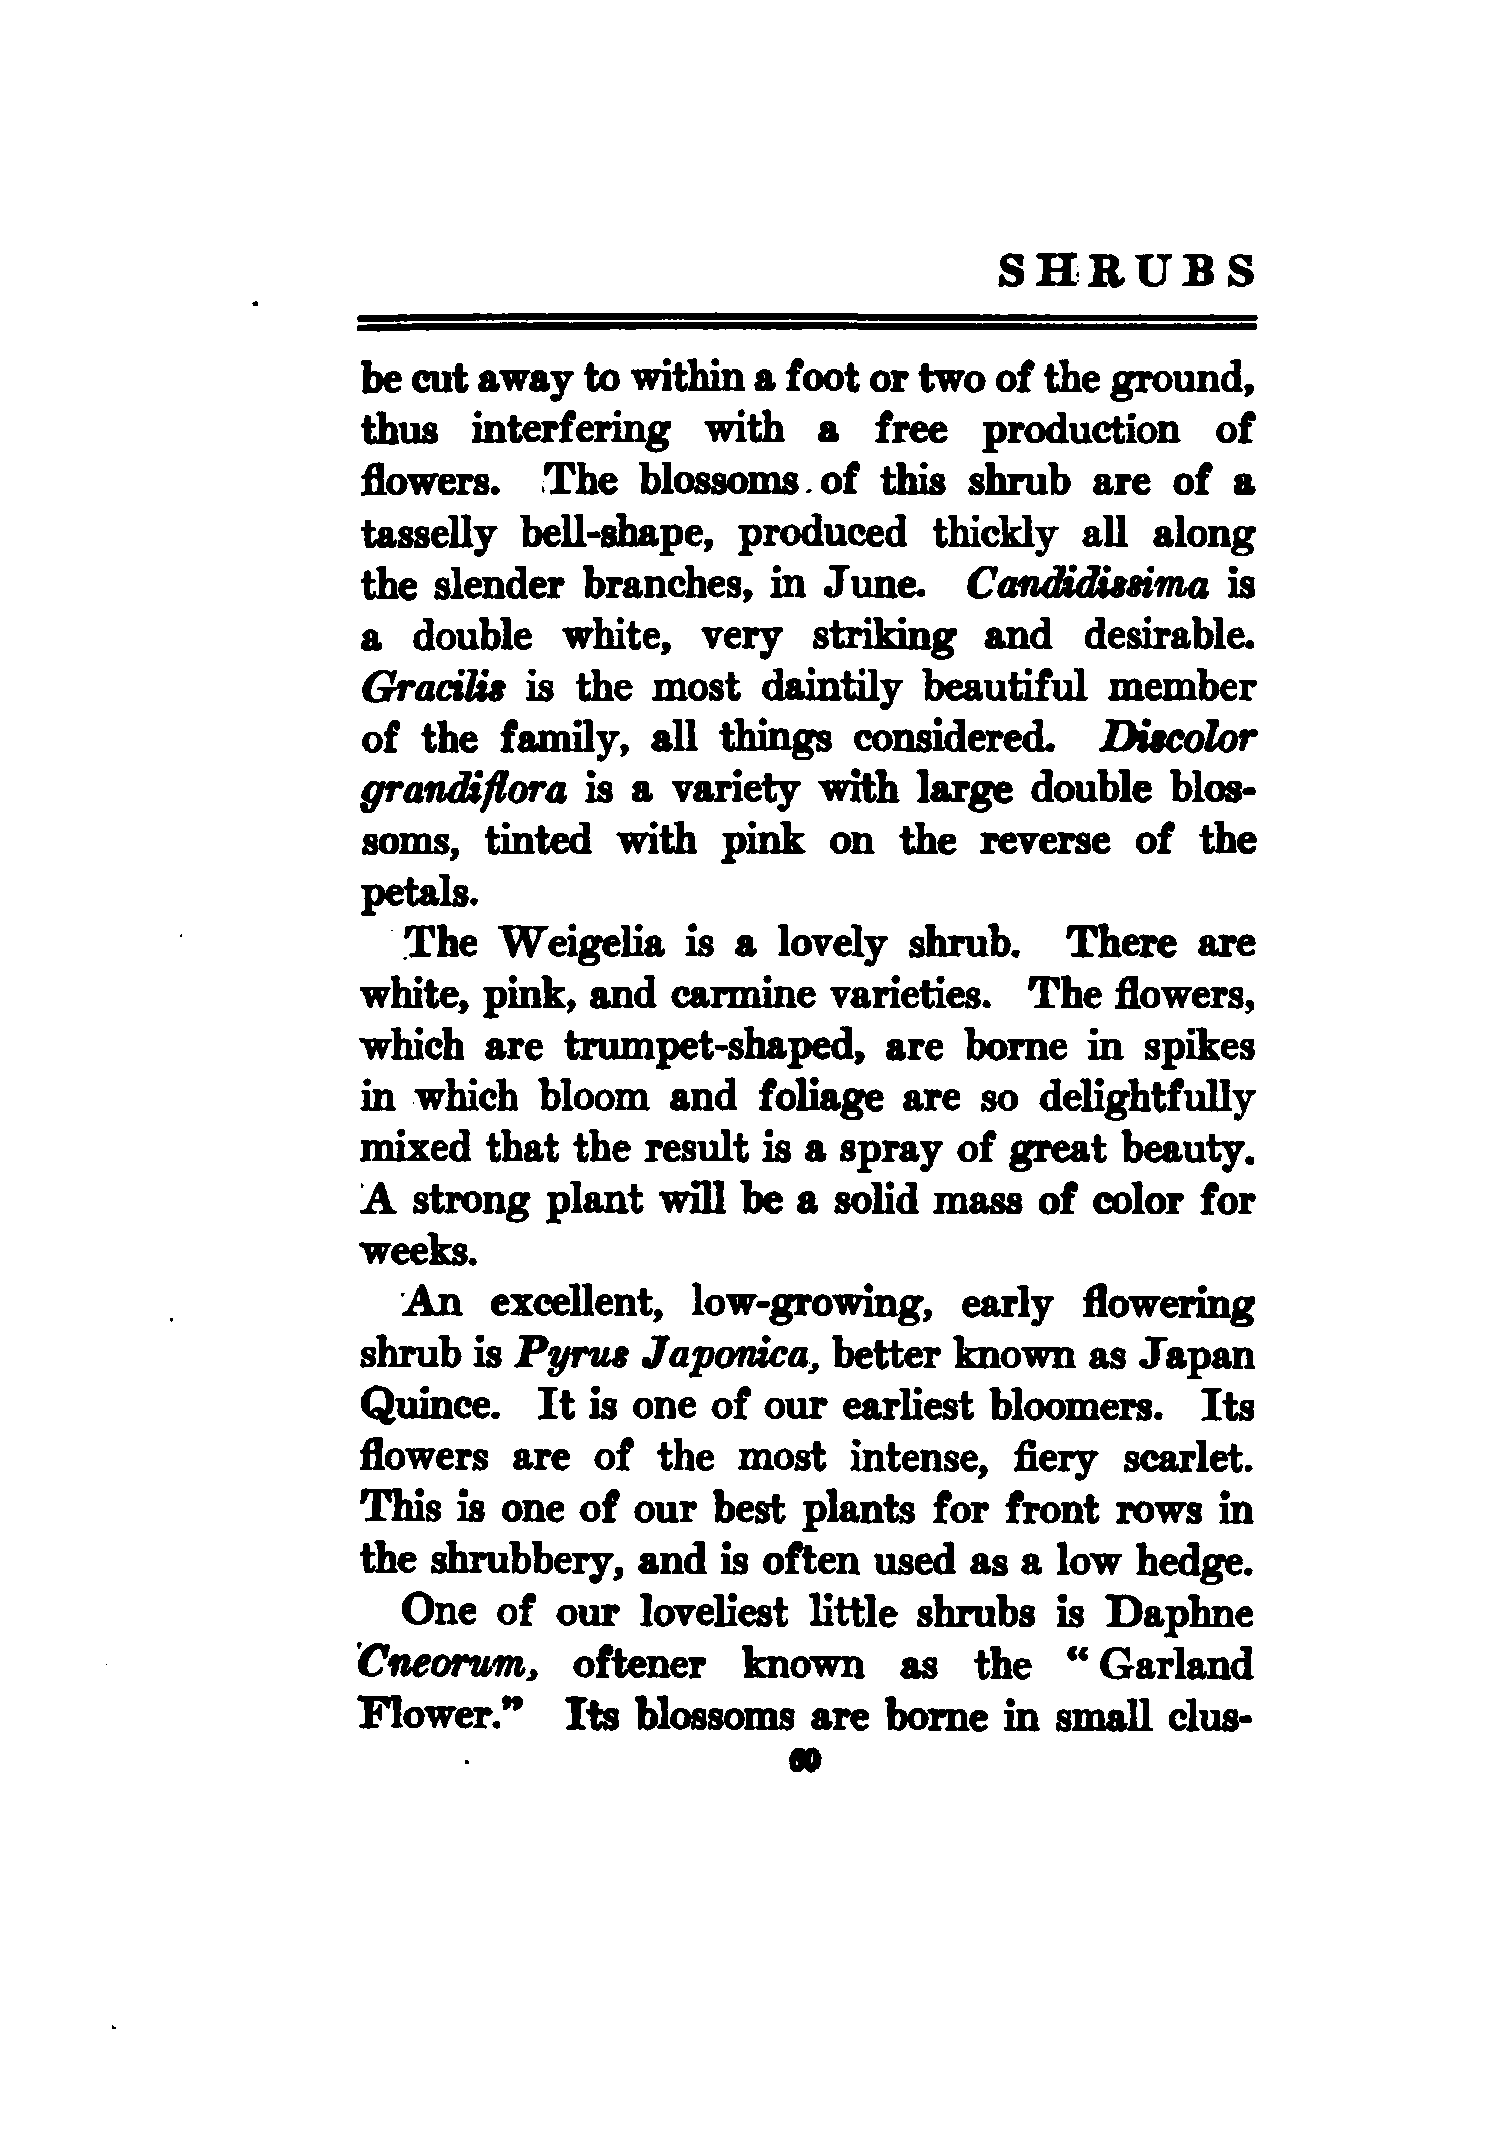 SHRUBS
be cut away to within a foot or two of the ground,
thus interfering with a free production of
flowers. The blossoms of this shrub are of a
tasselly bell-shape, produced thickly all along
the slender branches, in June. Candidissima is
a double white, very striking and desirable.
Gracilis is the most daintily beautiful member
of the family, all things considered. Discolor
grandiflora is a variety with large double blos-
soms, tinted with pink on the reverse of the
petals.
The Weigelia is a lovely shrub. There are
white, pink, and carmine varieties. The flowers,
which are trumpet-shaped, are borne in spikes
in which bloom and foliage are so delightfully
mixed that the result is a spray of great beauty.
A strong plant will be a solid mass of color for
weeks.
An excellent, low-growing, early flowering
shrub is Pyrus Japonica, better known as Japan
Quince. It is one of our earliest bloomers. Its
flowers are of the most intense, fiery scarlet.
This is one of our best plants for front rows in
the shrubbery, and is often used as a low hedge.
One of our loveliest little shrubs is Daphne
Cneorum, oftener known as the "Garland
Flower." Its blossoms are borne in small clus-
60